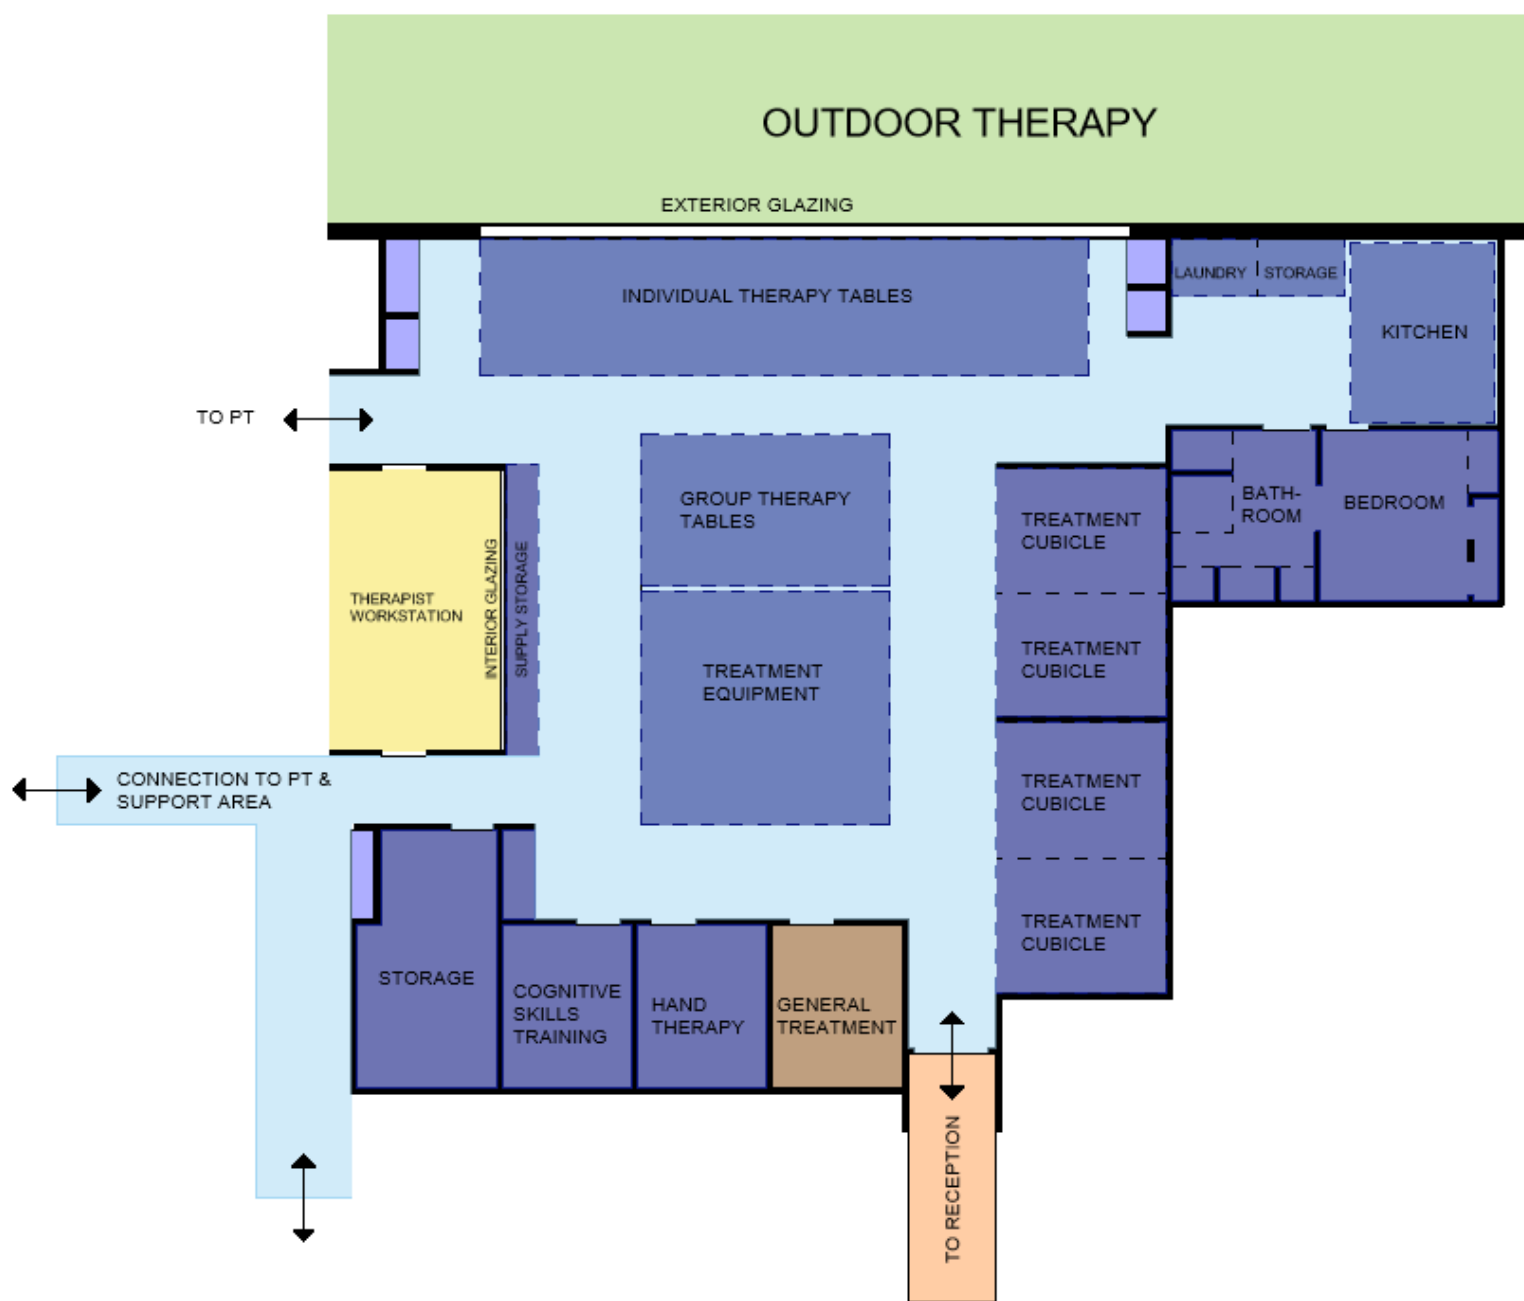 OUTDOOR THERAPY
EXTERIOR GLAZING
INDIVIDUAL THERAPY TABLES
LAUNDRY
STORAGE
KITCHEN
TO PT
GROUP THERAPY
TABLES
BATH-
ROOM
BEDROOM
TREATMENT
CUBICLE
THERAPIST
WORKSTATION
INTERIOR GLAZING
SUPPLY STORAGE
TREATMENT
EQUIPMENT
TREATMENT
CUBICLE
CONNECTION TO PT &
SUPPORT AREA
TREATMENT
CUBICLE
TREATMENT
CUBICLE
STORAGE
COGNITIVE
SKILLS
TRAINING
HAND
THERAPY
GENERAL
TREATMENT
TO RECEPTION